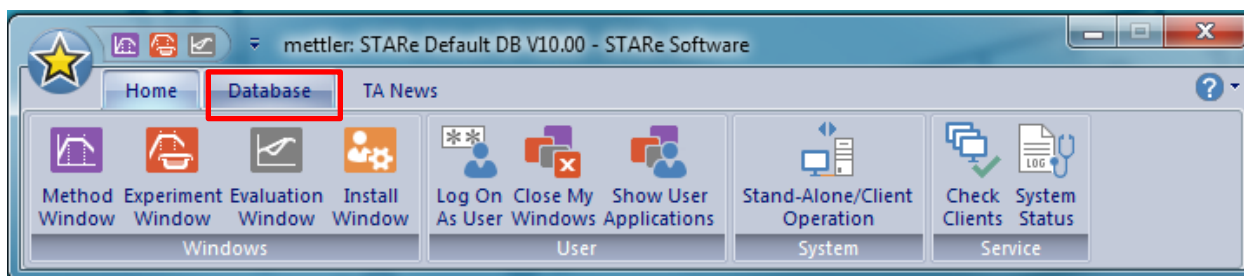 mettler: STARe Default DB V10.00 - STARe Software
Home Database TA News
**
LOG
Method Experiment Evaluation Install Log On Close My Show User Stand-Alone/Client Check System
Window Window Window Window As User Windows Applications Operation Clients Status
Windows User System Service